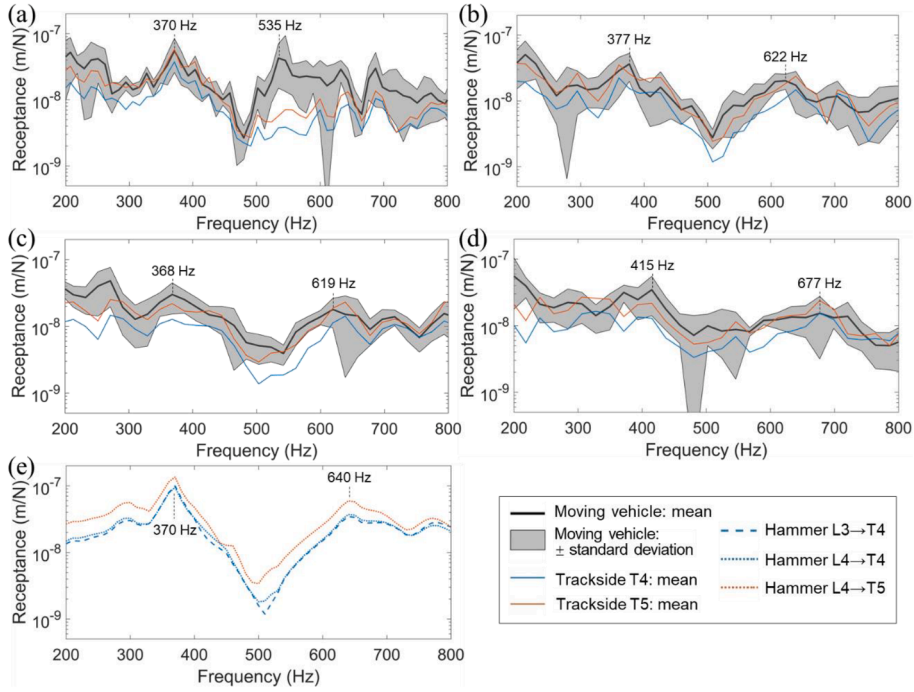 (a)
370 Hz
535 Hz
Receptance (m/N)
10^-7
10^-8
10^-9
200 300 400 500 600 700 800
Frequency (Hz)
(b)
377 Hz
622 Hz
Receptance (m/N)
10^-7
10^-8
10^-9
200 300 400 500 600 700 800
Frequency (Hz)
(c)
368 Hz
619 Hz
Receptance (m/N)
10^-7
10^-8
10^-9
200 300 400 500 600 700 800
Frequency (Hz)
(d)
415 Hz
677 Hz
Receptance (m/N)
10^-7
10^-8
10^-9
200 300 400 500 600 700 800
Frequency (Hz)
(e)
370 Hz
640 Hz
Receptance (m/N)
10^-7
10^-8
10^-9
200 300 400 500 600 700 800
Frequency (Hz)
Moving vehicle: mean
Moving vehicle:
± standard deviation
Trackside T4: mean
Trackside T5: mean
Hammer L3→T4
Hammer L4→T4
Hammer L4→T5